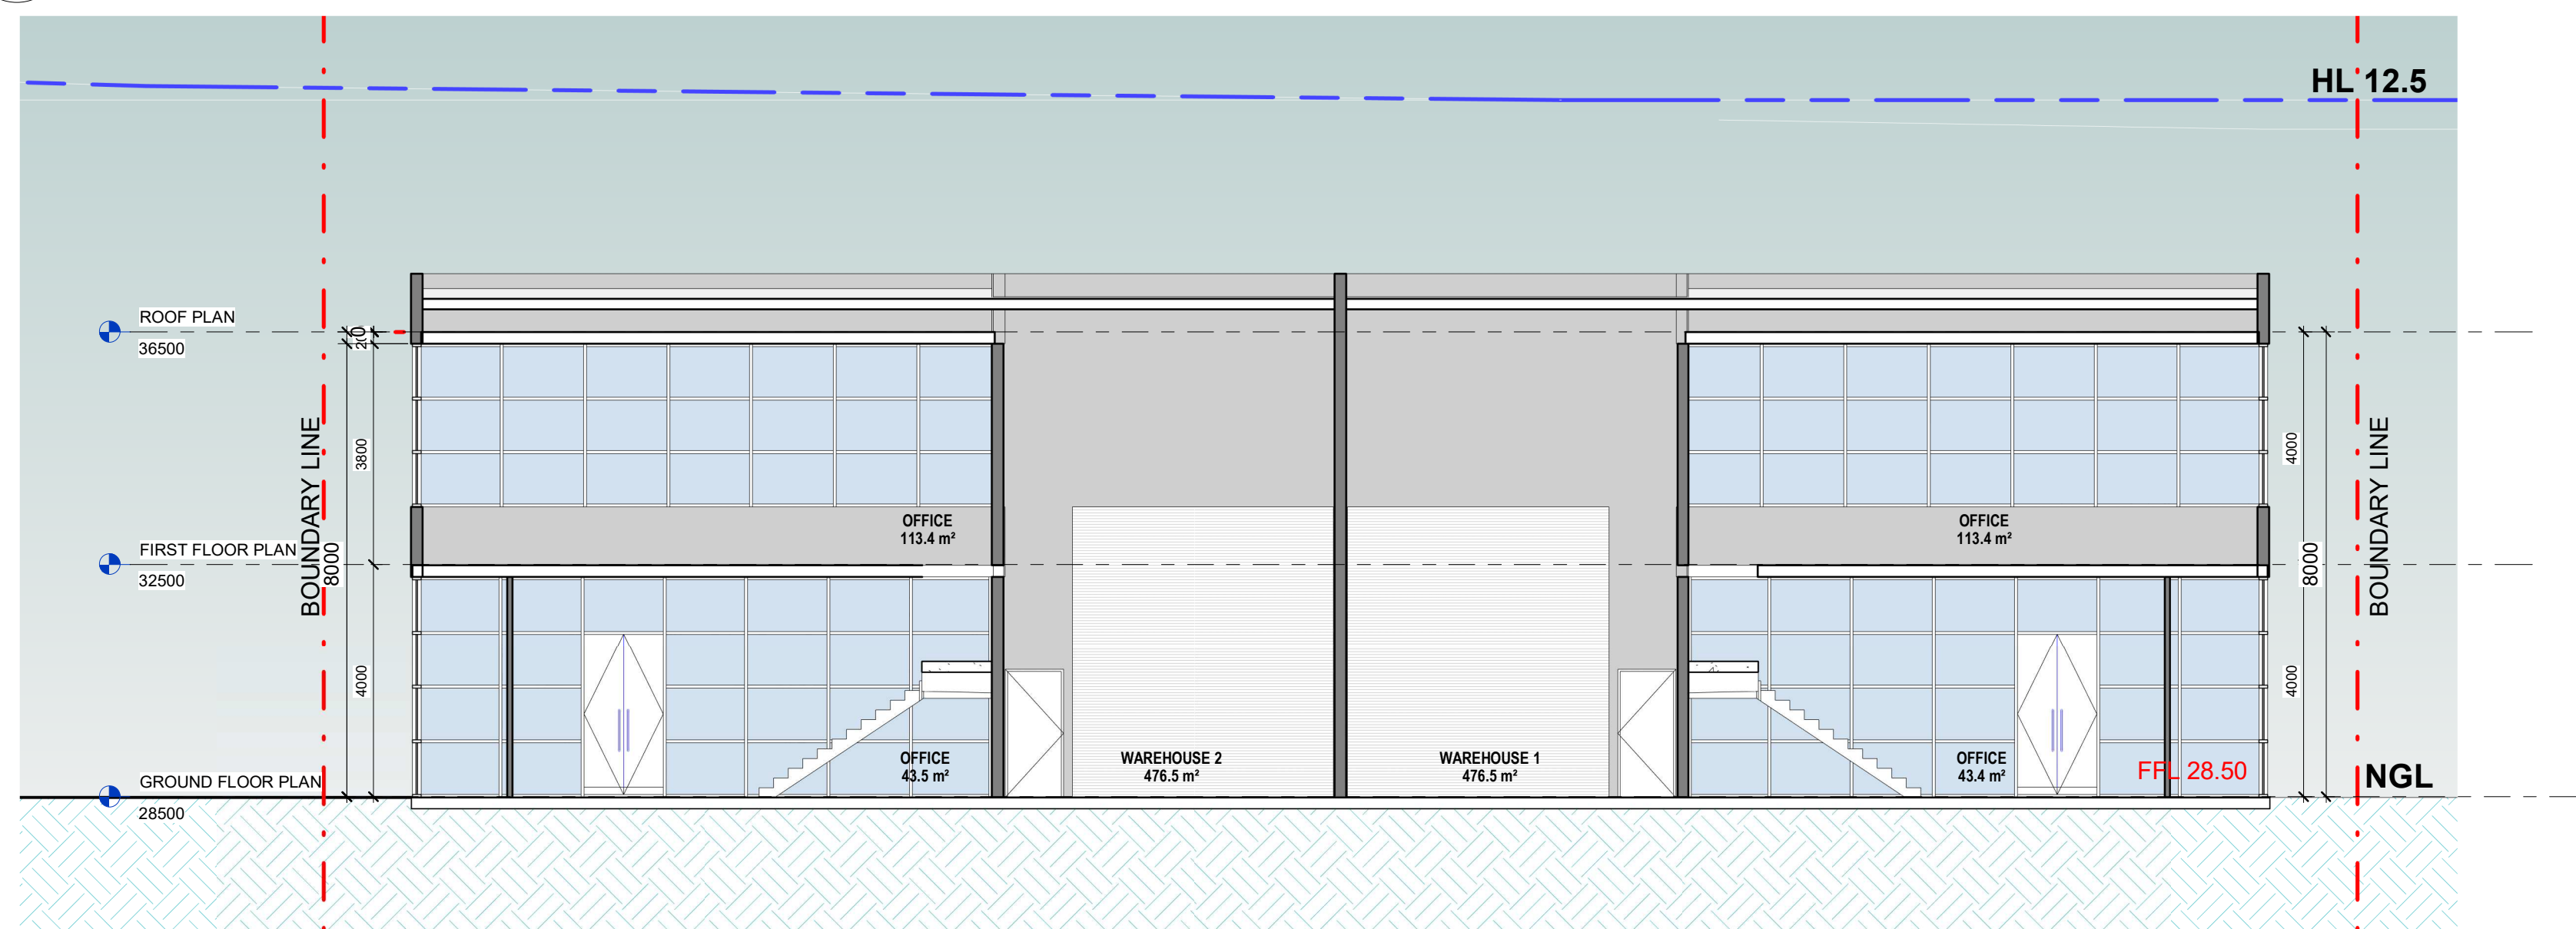 HL 12.5
ROOF PLAN
36500
200
3800
4000
BOUNDARY LINE
BOUNDARY LINE
OFFICE
113.4 m²
OFFICE
113.4 m²
FIRST FLOOR PLAN
32500
8000
8000
4000
4000
OFFICE
43.5 m²
WAREHOUSE 2
476.5 m²
WAREHOUSE 1
476.5 m²
OFFICE
43.4 m²
FFL 28.50
NGL
GROUND FLOOR PLAN
28500